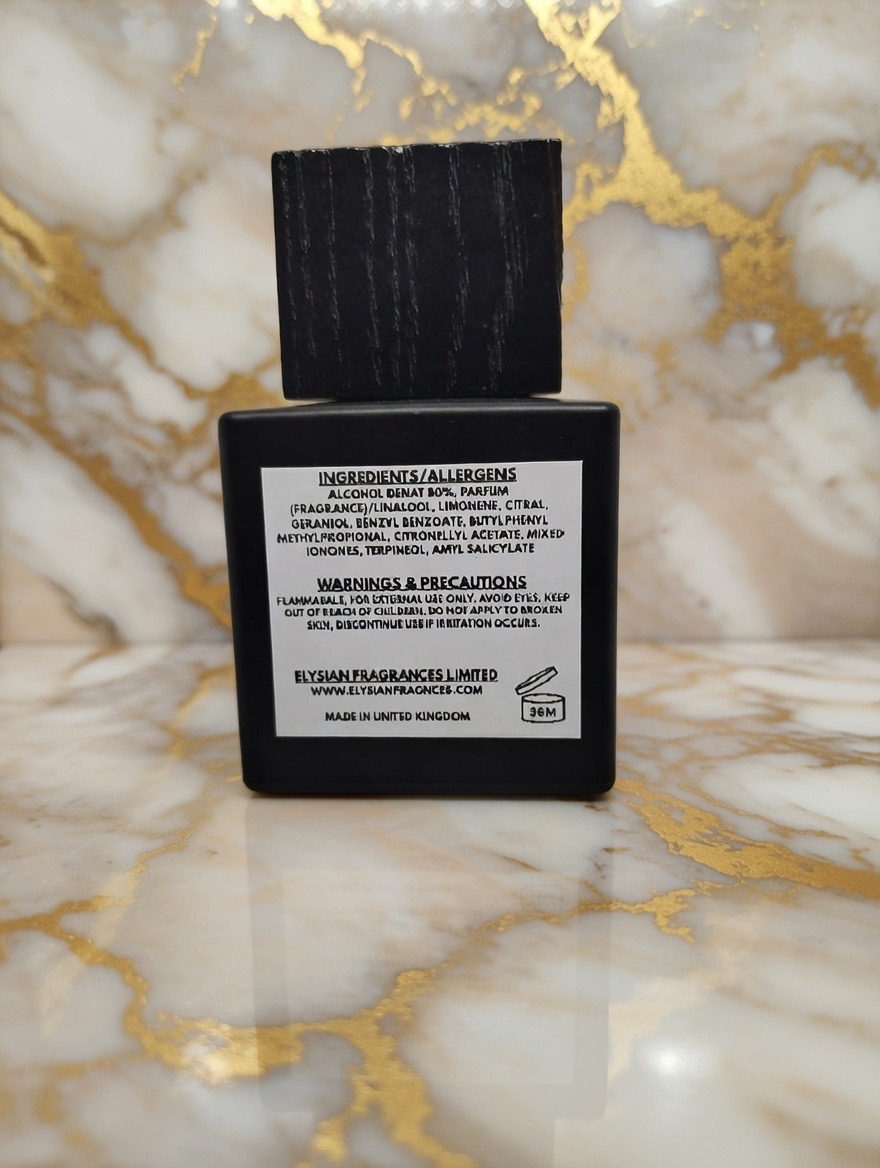 INGREDIENTS/ALLERGENS
ALCONOL DENAT 80%, PARFUM
(FRAGRANCE)/LINALOOL, LIMONENE, CITRAL,
GERANIOL, BENZYL BENZOATE, BUTYLPHENYL
METHYLPROPIONAL, CITRONELLYL ACETATE, MIXED
IONONES, TERPINEOL, AMYL SALICYLATE
WARNINGS & PRECAUTIONS
FLAMMABALE, FOR EXTERNAL USE ONLY, AVOID EYES, KEEP
OUT OF REACH OF CHILDREN. DO NOT APPLY TO BROKEN
SKIN, DISCONTINUE USE IF IRRITATION OCCURS.
ELYSIAN FRAGRANCES LIMITED
WWW.ELYSIANFRAGNCES.COM
MADE IN UNITED KINGDOM
36M